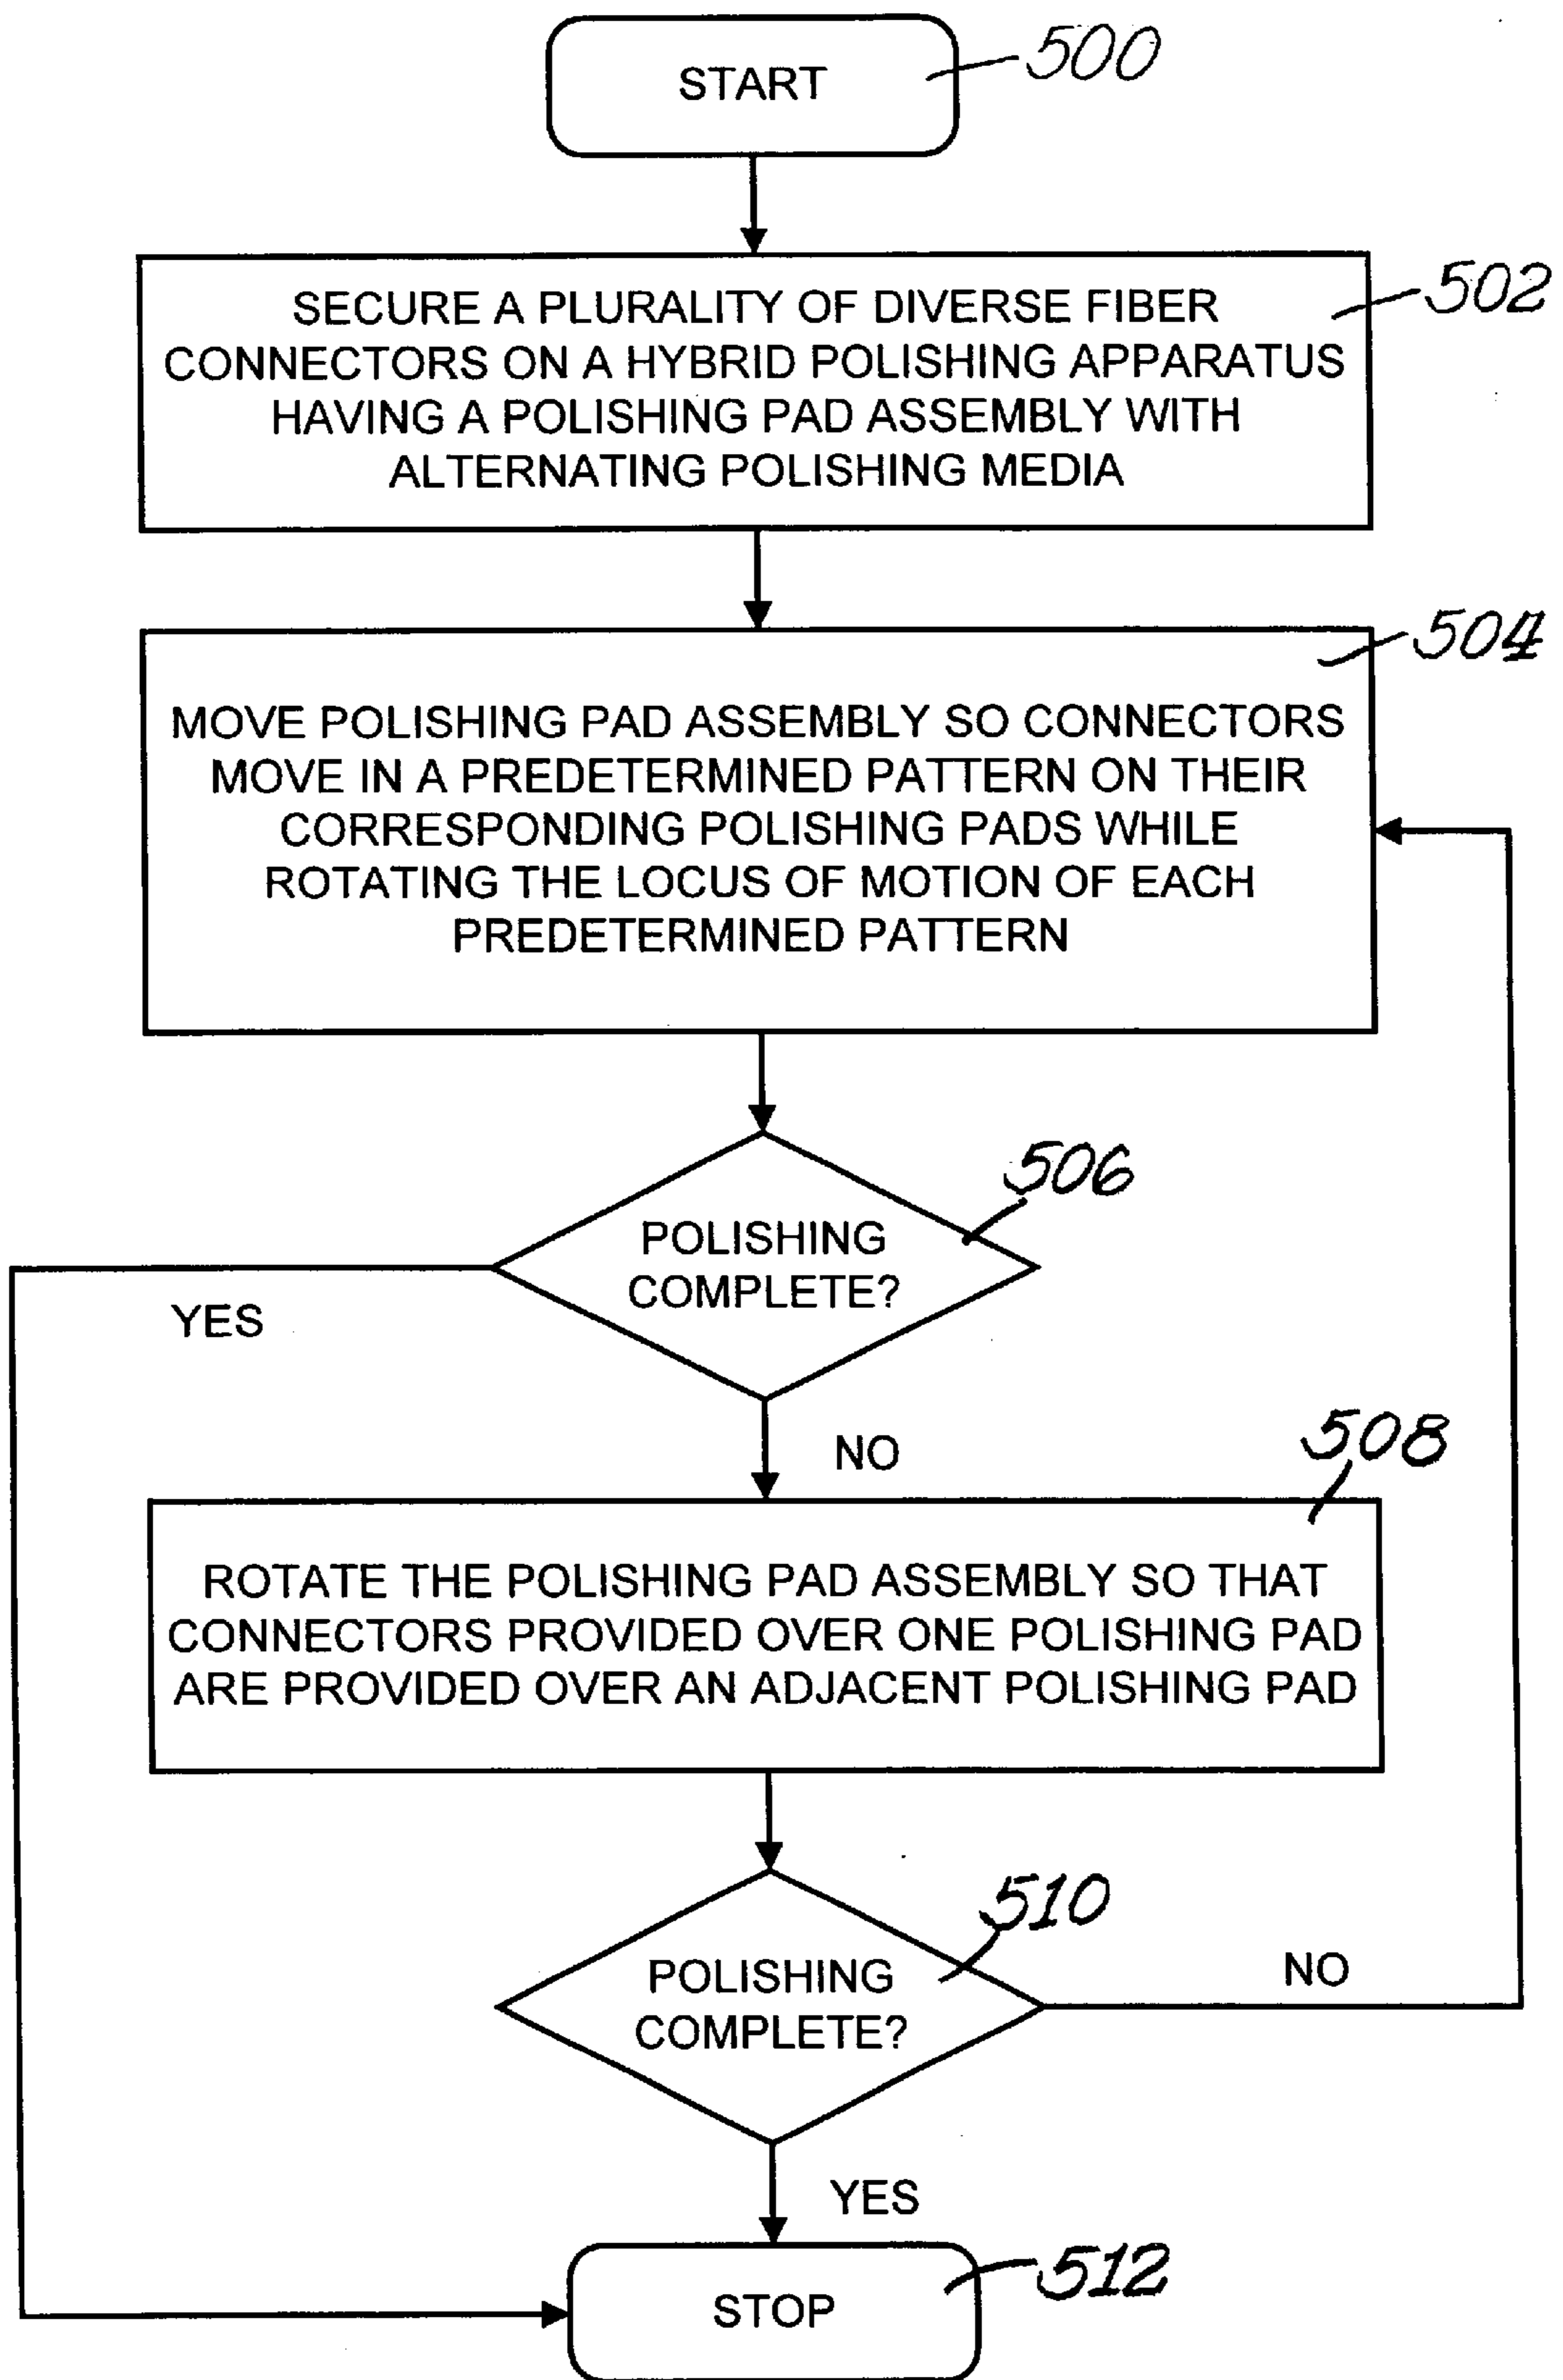 START
500
SECURE A PLURALITY OF DIVERSE FIBER
CONNECTORS ON A HYBRID POLISHING APPARATUS
HAVING A POLISHING PAD ASSEMBLY WITH
ALTERNATING POLISHING MEDIA
502
MOVE POLISHING PAD ASSEMBLY SO CONNECTORS
MOVE IN A PREDETERMINED PATTERN ON THEIR
CORRESPONDING POLISHING PADS WHILE
ROTATING THE LOCUS OF MOTION OF EACH
PREDETERMINED PATTERN
504
POLISHING
COMPLETE?
506
YES
NO
508
ROTATE THE POLISHING PAD ASSEMBLY SO THAT
CONNECTORS PROVIDED OVER ONE POLISHING PAD
ARE PROVIDED OVER AN ADJACENT POLISHING PAD
POLISHING
COMPLETE?
510
NO
YES
STOP
512